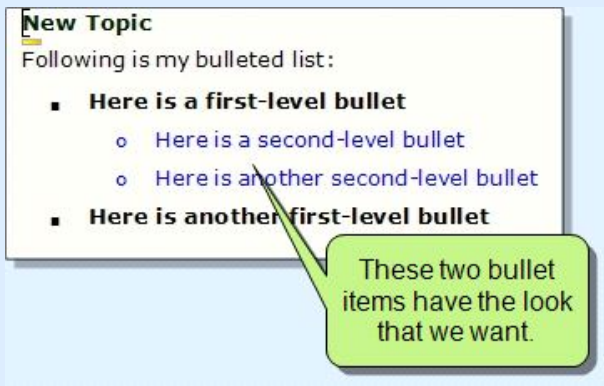 New Topic
Following is my bulleted list:
▪ Here is a first-level bullet
o Here is a second-level bullet
o Here is another second-level bullet
▪ Here is another first-level bullet
These two bullet
items have the look
that we want.